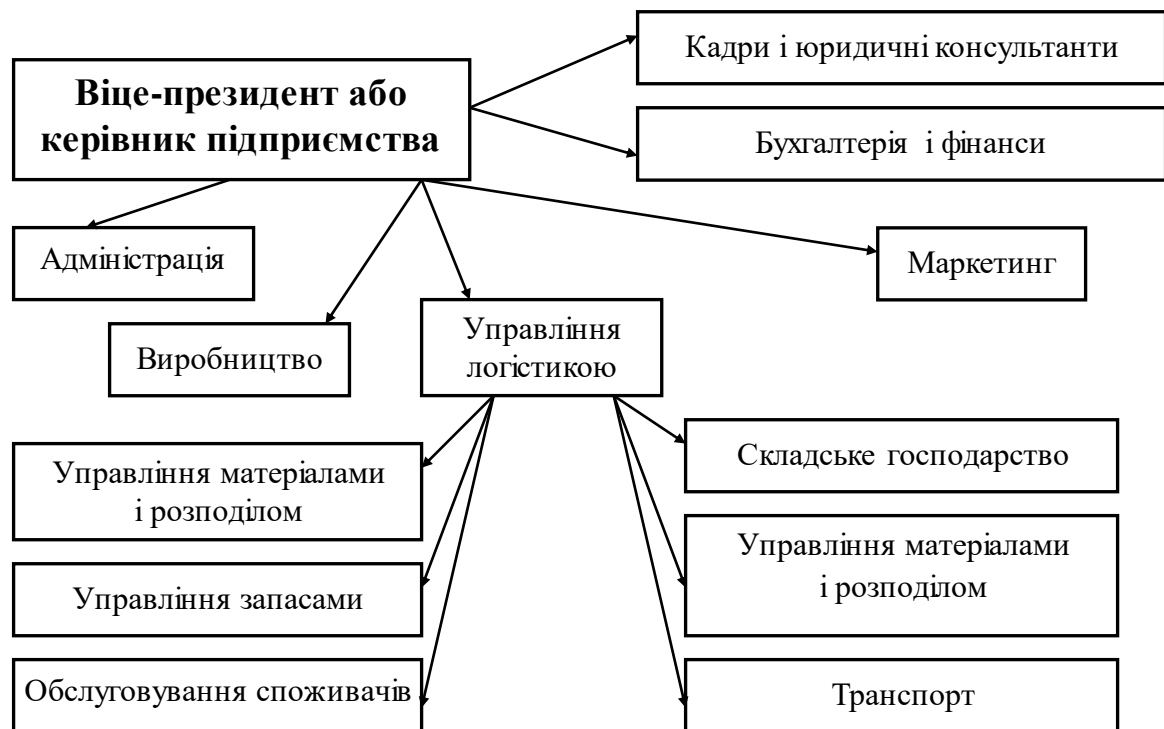 Кадри і юридичні консультанти
Віце-президент або
керівник підприємства
Бухгалтерія і фінанси
Адміністрація
Маркетинг
Виробництво
Управління
логістикою
Управління матеріалами
і розподілом
Складське господарство
Управління запасами
Управління матеріалами
і розподілом
Обслуговування споживачів
Транспорт